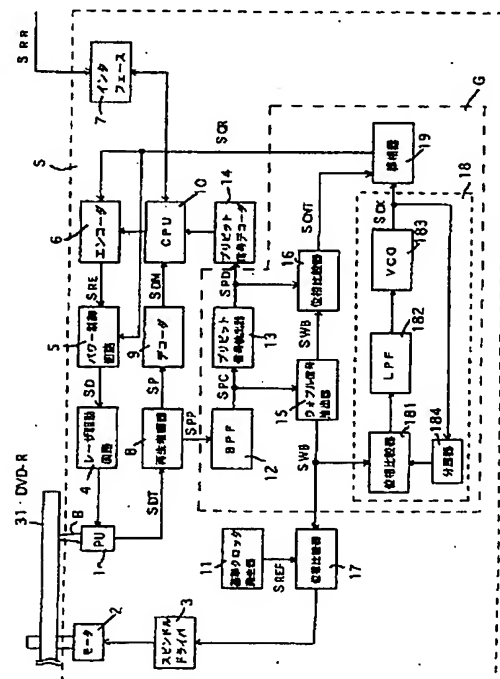 SRR
インタ
フェース
7
S
G
SCR
エンコーダ
6
CPU
10
プリピット
信号デコーダ
14
移相器
19
18
SRE
SDM
SPD
SCNT
SCK
パワー制御
回路
5
デコーダ
9
プリピット
信号検出器
13
位相比較器
16
VCO
183
SD
SP
SPC
SWB
LPF
182
レーザ駆動
回路
4
再生増幅器
8
SPP
BPF
12
ウォブル信号
抽出器
15
位相比較器
181
分周器
184
31・DVD-R
B
PU
1
SDT
SWB
基準クロック
発生器
11
SREF
位相比較器
17
モータ
2
スピンドル
ドライバ
3